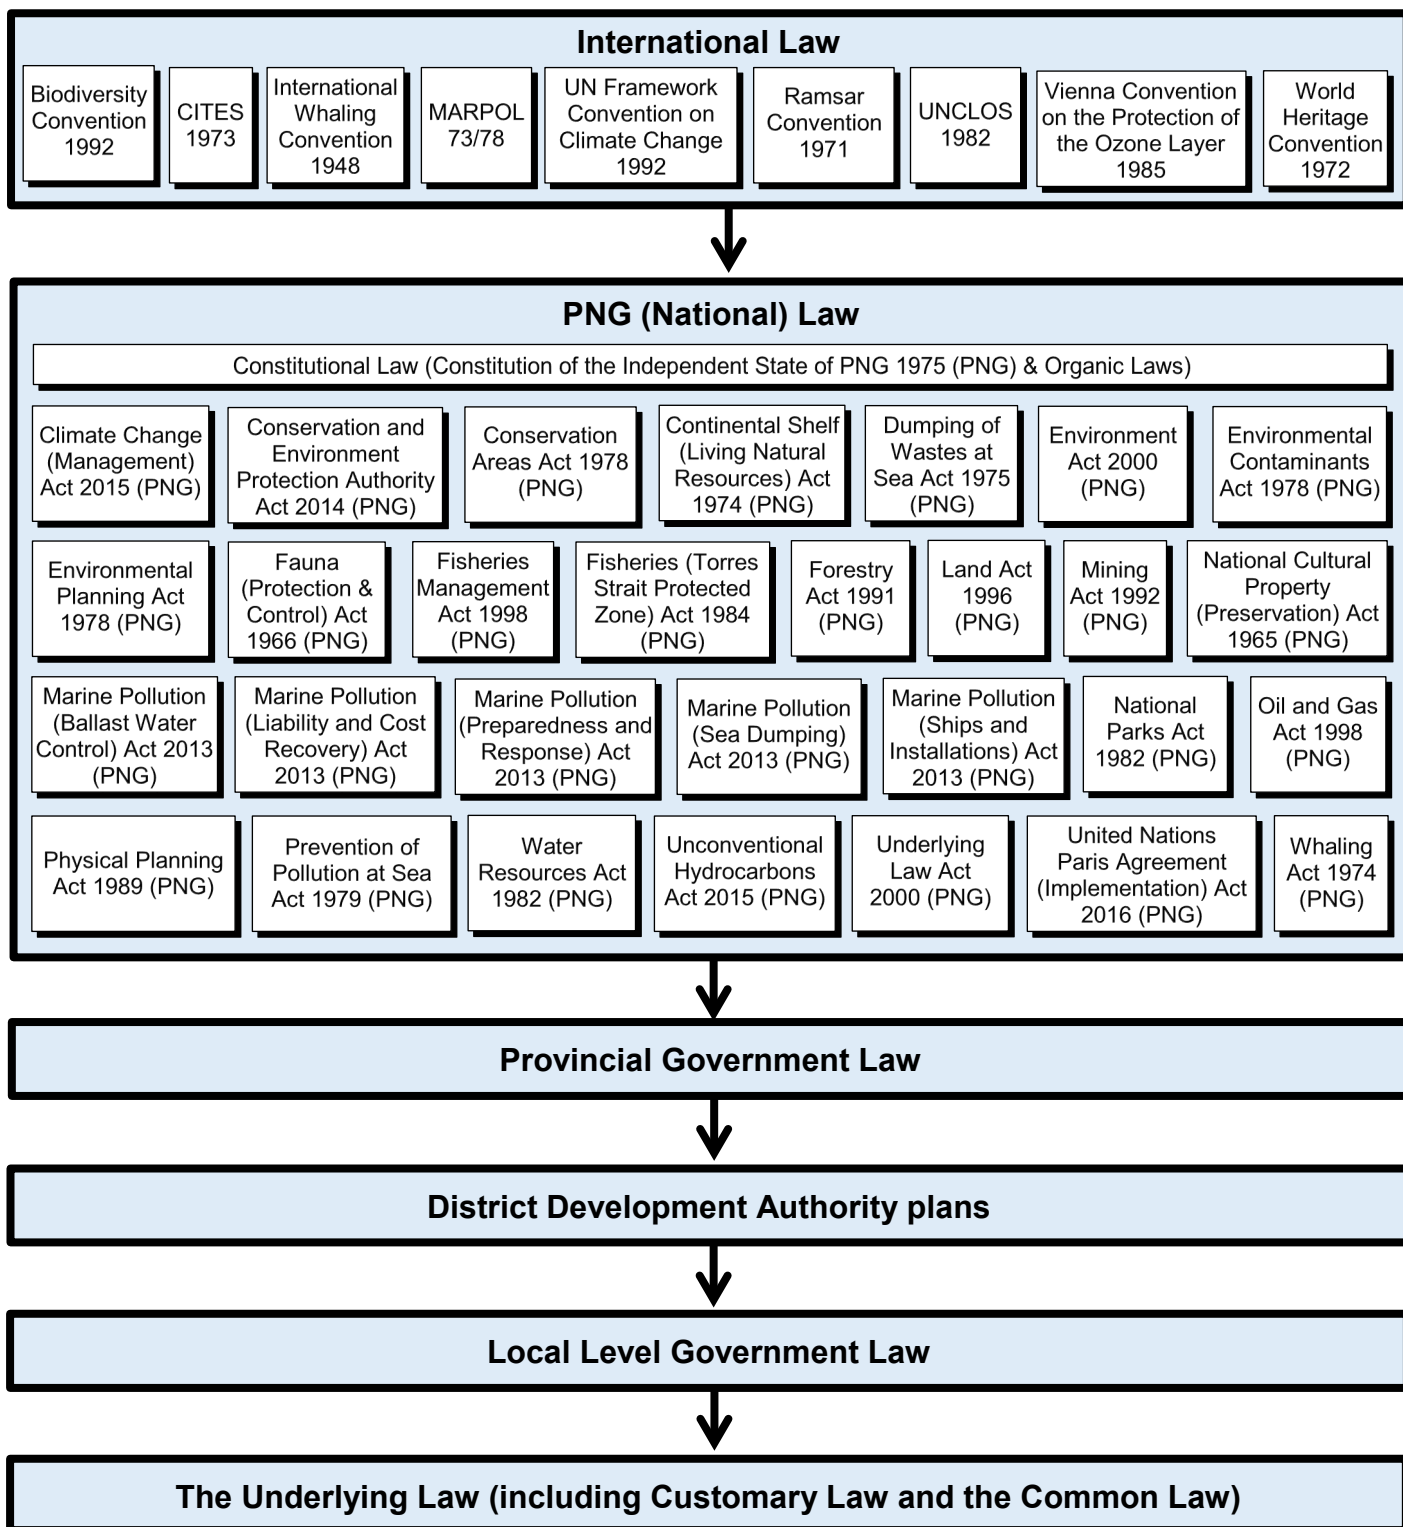 International Law
Biodiversity
Convention
1992
CITES
1973
International
Whaling
Convention
1948
MARPOL
73/78
UN Framework
Convention on
Climate Change
1992
Ramsar
Convention
1971
UNCLOS
1982
Vienna Convention
on the Protection of
the Ozone Layer
1985
World
Heritage
Convention
1972
PNG (National) Law
Constitutional Law (Constitution of the Independent State of PNG 1975 (PNG) & Organic Laws)
Climate Change
(Management)
Act 2015 (PNG)
Conservation and
Environment
Protection Authority
Act 2014 (PNG)
Conservation
Areas Act 1978
(PNG)
Continental Shelf
(Living Natural
Resources) Act
1974 (PNG)
Dumping of
Wastes at
Sea Act 1975
(PNG)
Environment
Act 2000
(PNG)
Environmental
Contaminants
Act 1978 (PNG)
Environmental
Planning Act
1978 (PNG)
Fauna
(Protection &
Control) Act
1966 (PNG)
Fisheries
Management
Act 1998
(PNG)
Fisheries (Torres
Strait Protected
Zone) Act 1984
(PNG)
Forestry
Act 1991
(PNG)
Land Act
1996
(PNG)
Mining
Act 1992
(PNG)
National Cultural
Property
(Preservation) Act
1965 (PNG)
Marine Pollution
(Ballast Water
Control) Act 2013
(PNG)
Marine Pollution
(Liability and Cost
Recovery) Act
2013 (PNG)
Marine Pollution
(Preparedness and
Response) Act
2013 (PNG)
Marine Pollution
(Sea Dumping)
Act 2013 (PNG)
Marine Pollution
(Ships and
Installations) Act
2013 (PNG)
National
Parks Act
1982 (PNG)
Oil and Gas
Act 1998
(PNG)
Physical Planning
Act 1989 (PNG)
Prevention of
Pollution at Sea
Act 1979 (PNG)
Water
Resources Act
1982 (PNG)
Unconventional
Hydrocarbons
Act 2015 (PNG)
Underlying
Law Act
2000 (PNG)
United Nations
Paris Agreement
(Implementation) Act
2016 (PNG)
Whaling
Act 1974
(PNG)
Provincial Government Law
District Development Authority plans
Local Level Government Law
The Underlying Law (including Customary Law and the Common Law)